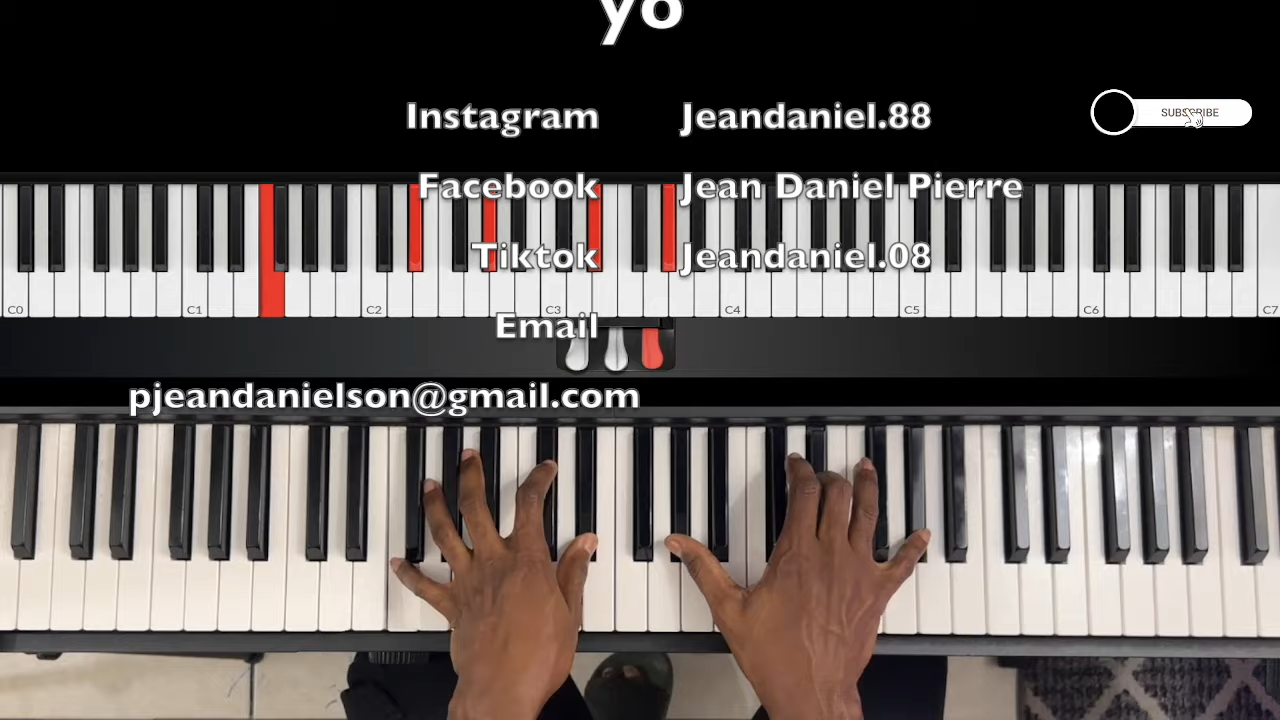 yo
Instagram Jeandaniel.88
SUBSCRIBE
Facebook Jean Daniel Pierre
Tiktok Jeandaniel.08
C0 C1 C2 C3 C4 C5 C6 C7
Email
pjeandanielson@gmail.com